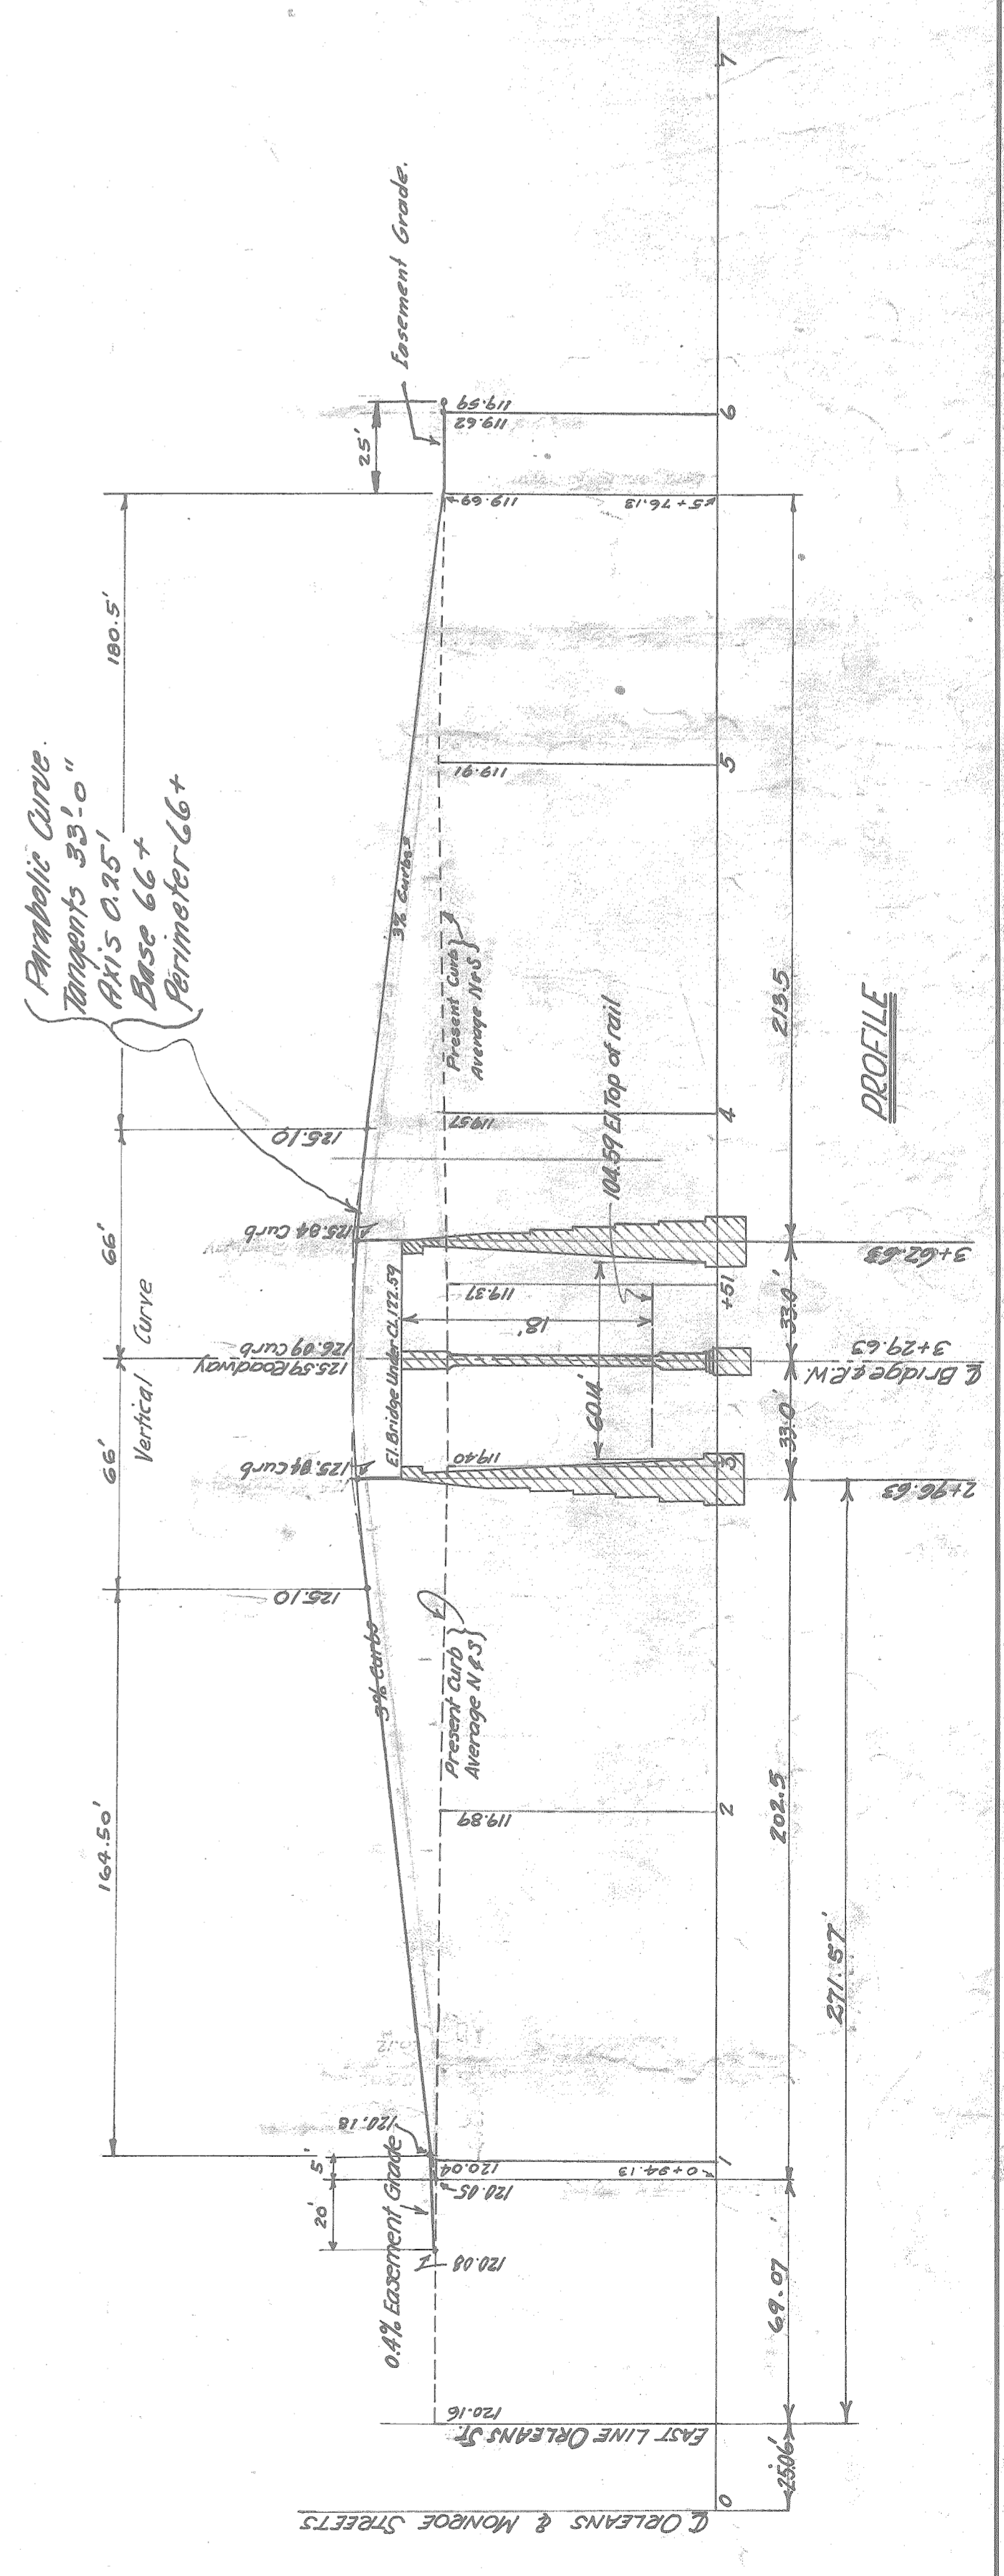 Parabolic Curve.
Tangents 33'-0"
Axis 0.25'
Base 66+
Perimeter 66+
164.50'
66'
66'
180.5'
Vertical Curve
25'
Easement Grade.
5'
20'
0.4% Easement Grade
120.18
120.08
120.05
120.04
0+94.13
120.16
EAST LINE ORLEANS ST.
℄ ORLEANS & MONROE STREETS
3% Curbs
125.10
125.84 Curb
125.59 Roadway
126.09 Curb
125.84 Curb
125.10
3% Curbs
El. Bridge Under Cl. 122.59
Present Curb
Average N & S
Present Curb
Average N & S
119.89
119.40
119.37
119.57
119.91
119.69
119.62
119.59
5+76.13
18'
60.14'
104.59 El. Top of rail
0
1
2
3
+51
4
5
6
7
25.06'
69.07'
202.5
33.0'
33.0'
213.5
271.57'
2+96.63
℄ Bridge & R.W.
3+29.63
3+62.63
PROFILE